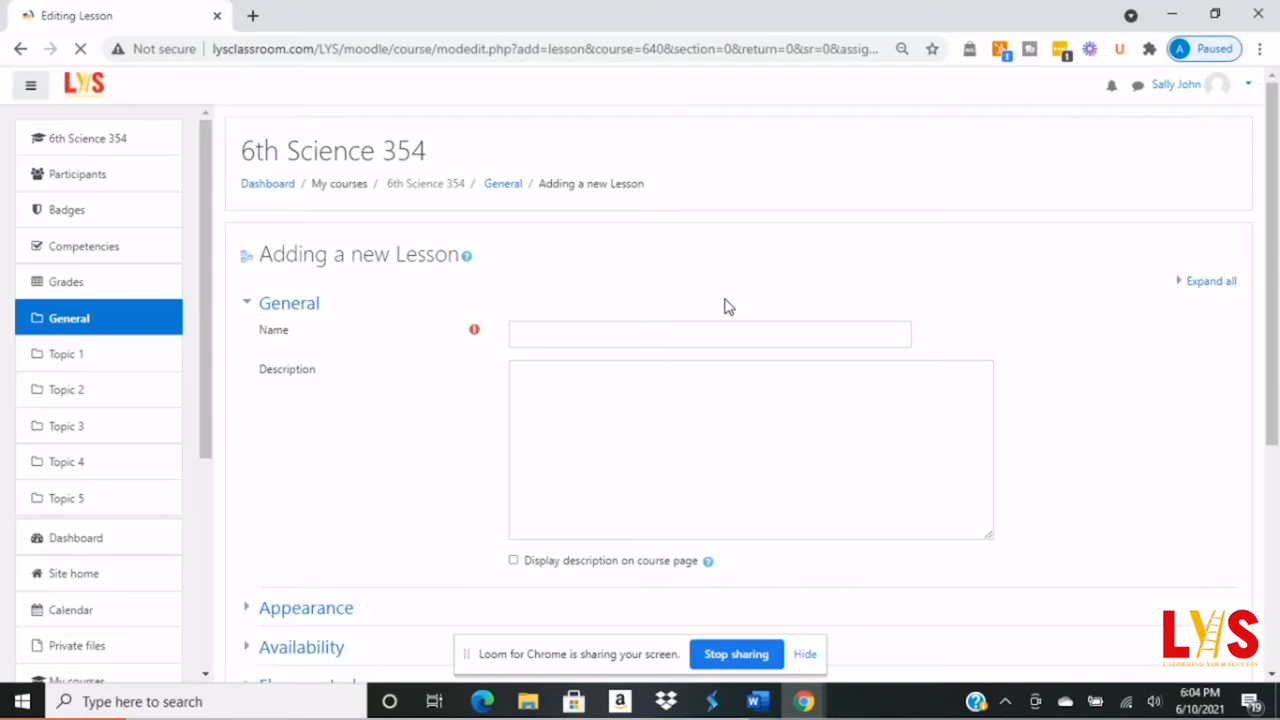 Editing Lesson
Not secure
lysclassroom.com/LYS/moodle/course/modedit.php?add=lesson&course=640&section=0&return=0&sr=0&assig...
1
1
U
A Paused
LYS
Sally John
6th Science 354
Participants
Badges
Competencies
Grades
General
Topic 1
Topic 2
Topic 3
Topic 4
Topic 5
Dashboard
Site home
Calendar
Private files
My courses
6th Science 354
Dashboard / My courses / 6th Science 354 / General / Adding a new Lesson
Adding a new Lesson
Expand all
General
Name
Description
Display description on course page
Appearance
Availability
Loom for Chrome is sharing your screen.
Stop sharing
Hide
LYS
LADDERING YOUR SUCCESS
Type here to search
6:04 PM
6/10/2021
19